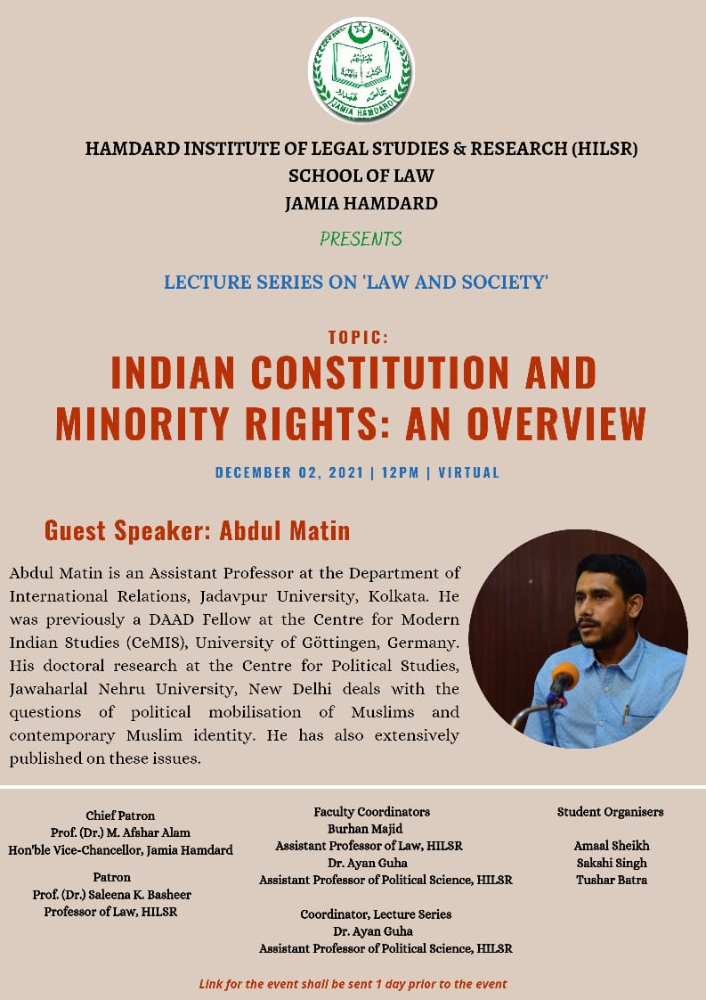 JAMIA HAMDARD
HAMDARD INSTITUTE OF LEGAL STUDIES & RESEARCH (HILSR)
SCHOOL OF LAW
JAMIA HAMDARD
PRESENTS
LECTURE SERIES ON 'LAW AND SOCIETY'
TOPIC:
INDIAN CONSTITUTION AND
MINORITY RIGHTS: AN OVERVIEW
DECEMBER 02, 2021 | 12PM | VIRTUAL
Guest Speaker: Abdul Matin
Abdul Matin is an Assistant Professor at the Department of
International Relations, Jadavpur University, Kolkata. He
was previously a DAAD Fellow at the Centre for Modern
Indian Studies (CeMIS), University of Göttingen, Germany.
His doctoral research at the Centre for Political Studies,
Jawaharlal Nehru University, New Delhi deals with the
questions of political mobilisation of Muslims and
contemporary Muslim identity. He has also extensively
published on these issues.
Chief Patron
Prof. (Dr.) M. Afshar Alam
Hon'ble Vice-Chancellor, Jamia Hamdard
Patron
Prof. (Dr.) Saleena K. Basheer
Professor of Law, HILSR
Faculty Coordinators
Burhan Majid
Assistant Professor of Law, HILSR
Dr. Ayan Guha
Assistant Professor of Political Science, HILSR
Coordinator, Lecture Series
Dr. Ayan Guha
Assistant Professor of Political Science, HILSR
Student Organisers
Amaal Sheikh
Sakshi Singh
Tushar Batra
Link for the event shall be sent 1 day prior to the event